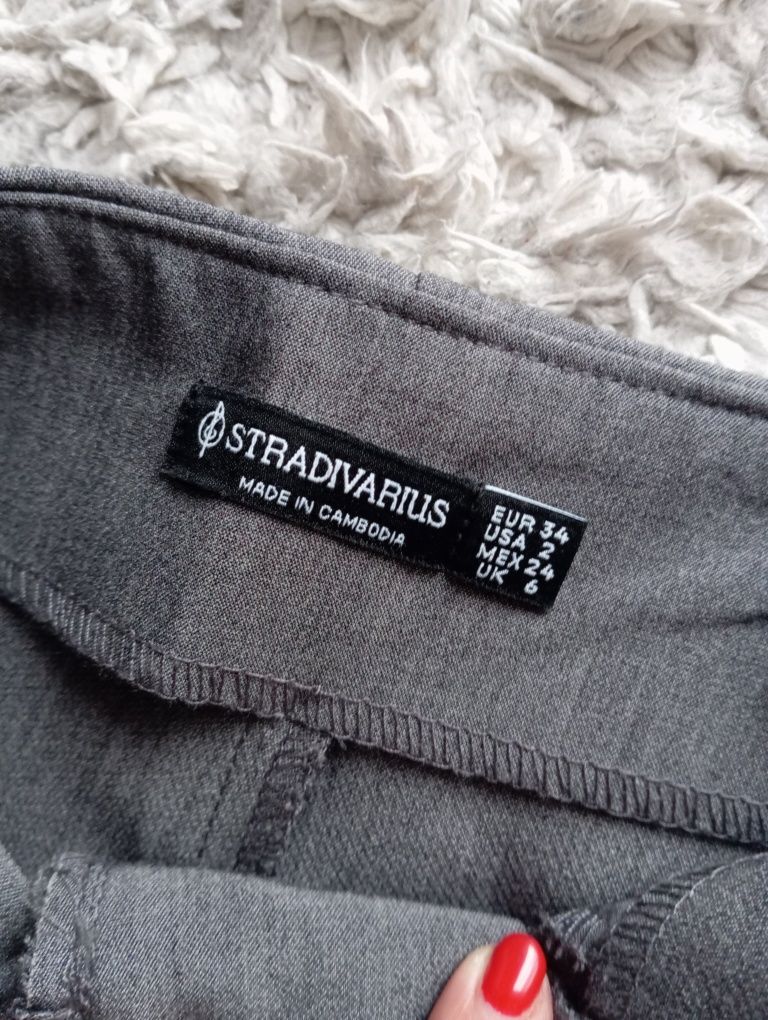 STRADIVARIUS
MADE IN CAMBODIA
EUR 34
USA 2
MEX 24
UK 6